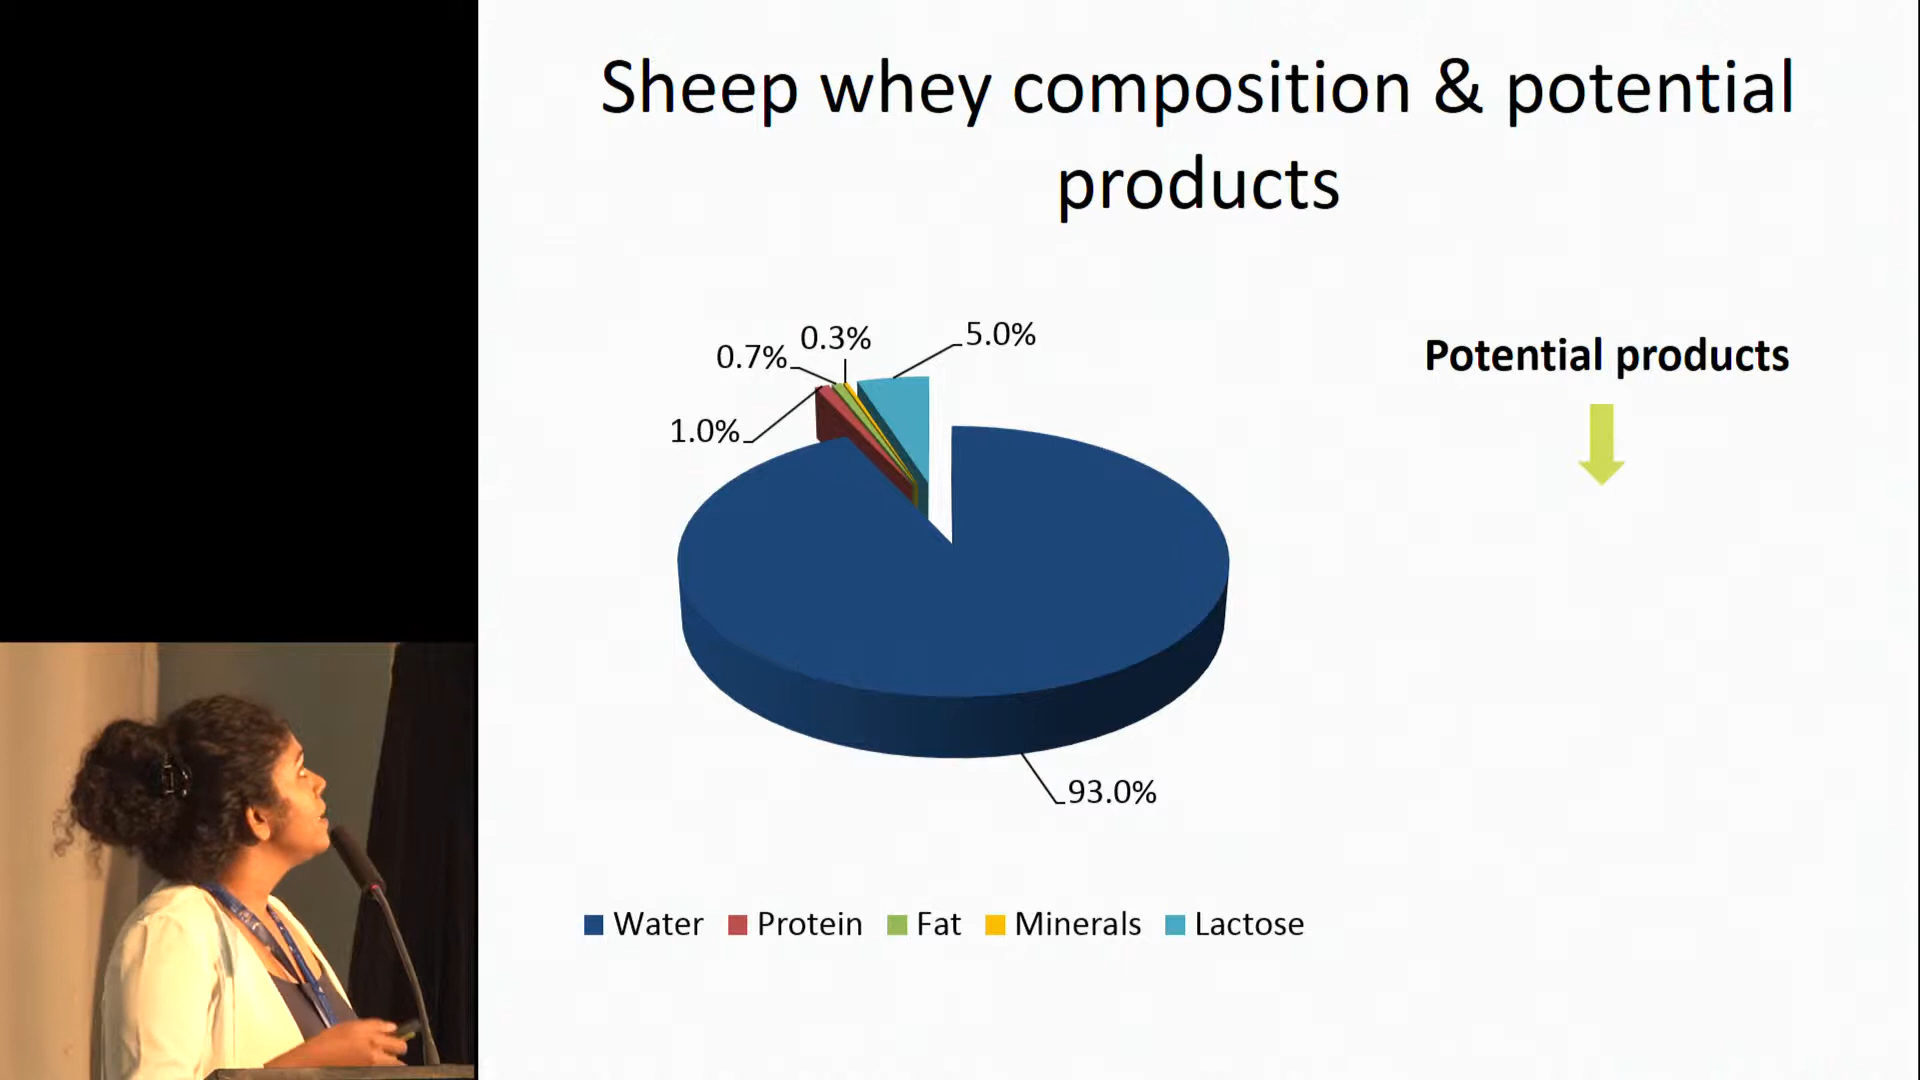 Sheep whey composition & potential
products
0.3%
5.0%
0.7%
1.0%
93.0%
Potential products
Water
Protein
Fat
Minerals
Lactose